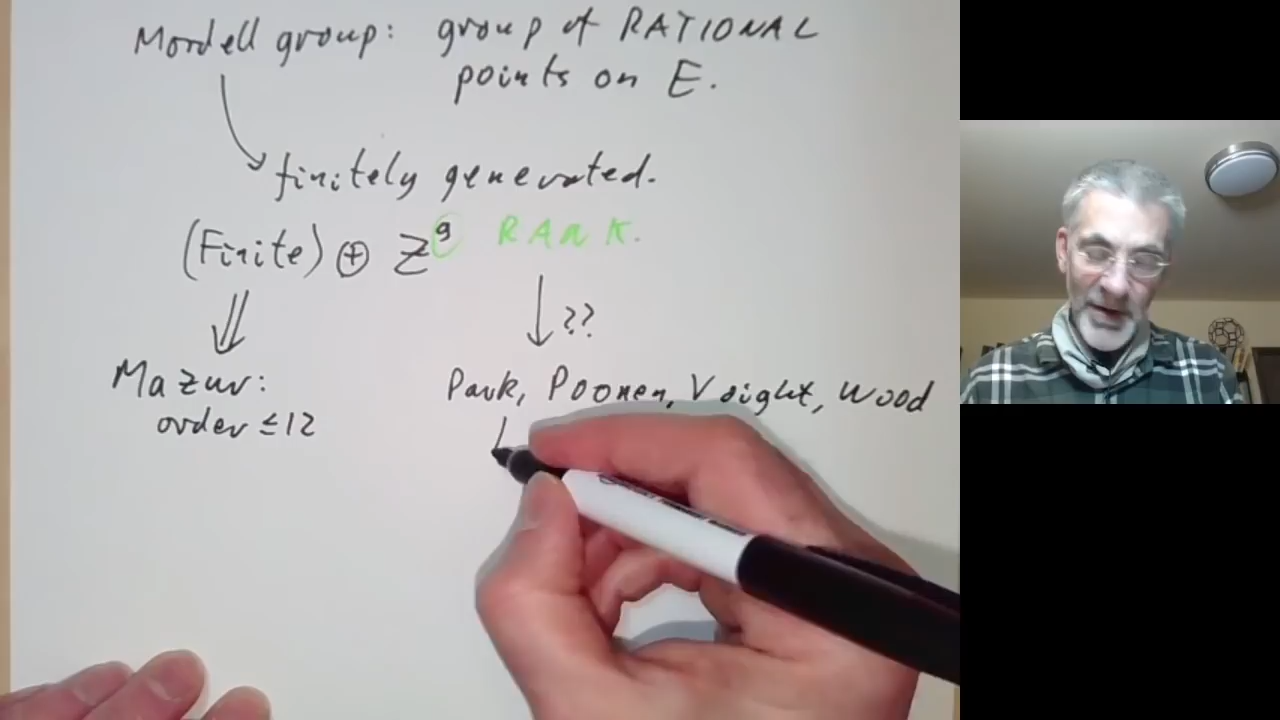 Mordell group: group of RATIONAL
points on E.
finitely generated.
(Finite) ⊕ Z^g RANK.
??
Mazur: Park, Poonen, Voight, Wood
order ≤ 12